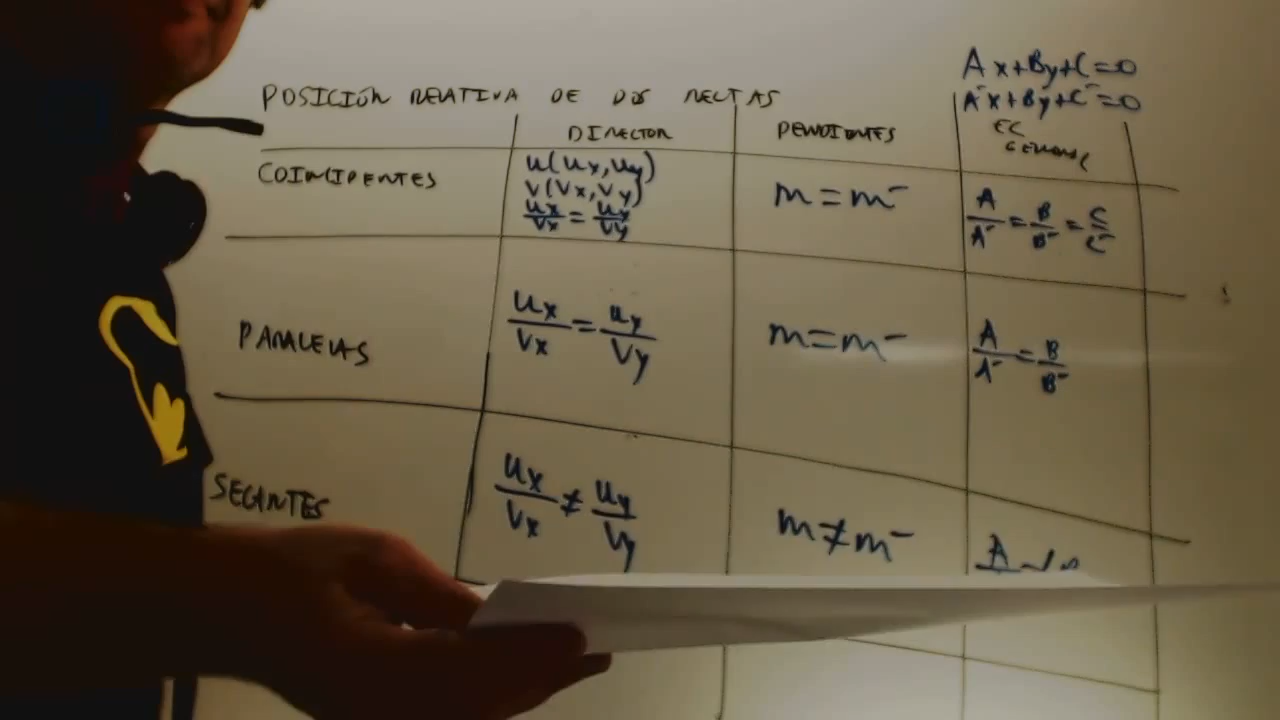 Ax+By+C=0
POSICIÓN RELATIVA DE DOS RECTAS
A'x+By+C'=0
DIRECTOR PENDIENTES EC GENERAL
COINCIDENTES
u(ux,uy)
v(vx,vy)
ux/vx = uy/vy
m=m'
A/A' = B/B' = C/C'
PARALELAS
ux/vx = uy/vy
m=m'
A/A' = B/B'
SECANTES
ux/vx ≠ uy/vy
m≠m'
A